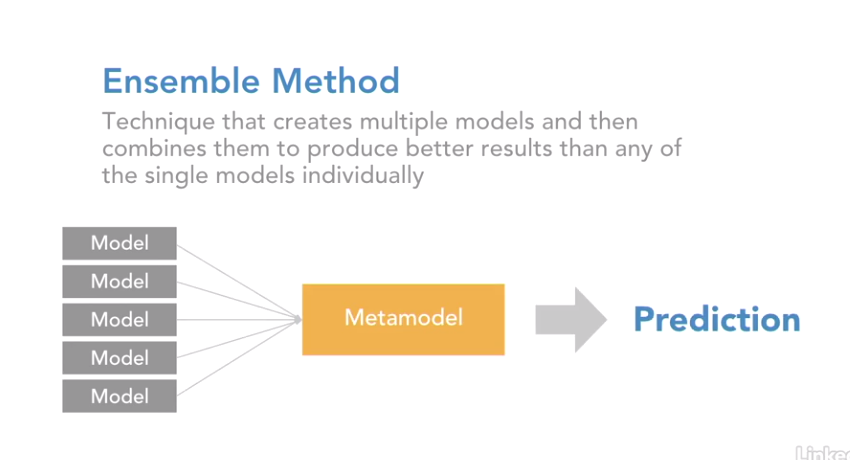 Ensemble Method
Technique that creates multiple models and then
combines them to produce better results than any of
the single models individually
Model
Model
Model
Model
Model
Metamodel
Prediction